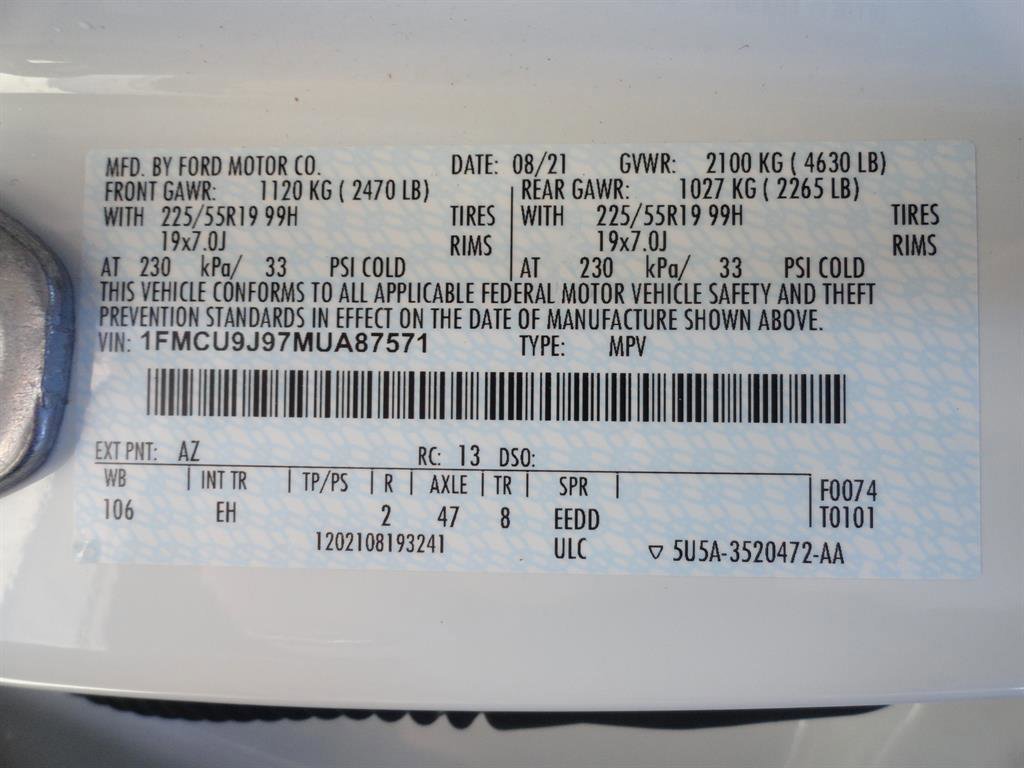 MFD. BY FORD MOTOR CO. DATE: 08/21 GVWR: 2100 KG ( 4630 LB)
FRONT GAWR: 1120 KG ( 2470 LB) REAR GAWR: 1027 KG ( 2265 LB)
WITH 225/55R19 99H TIRES WITH 225/55R19 99H TIRES
19x7.0J RIMS 19x7.0J RIMS
AT 230 kPa/ 33 PSI COLD AT 230 kPa/ 33 PSI COLD
THIS VEHICLE CONFORMS TO ALL APPLICABLE FEDERAL MOTOR VEHICLE SAFETY AND THEFT
PREVENTION STANDARDS IN EFFECT ON THE DATE OF MANUFACTURE SHOWN ABOVE.
VIN: 1FMCU9J97MUA87571 TYPE: MPV
EXT PNT: AZ RC: 13 DSO:
WB INT TR TP/PS R AXLE TR SPR F0074
106 EH 2 47 8 EEDD T0101
1202108193241 ULC 5U5A-3520472-AA